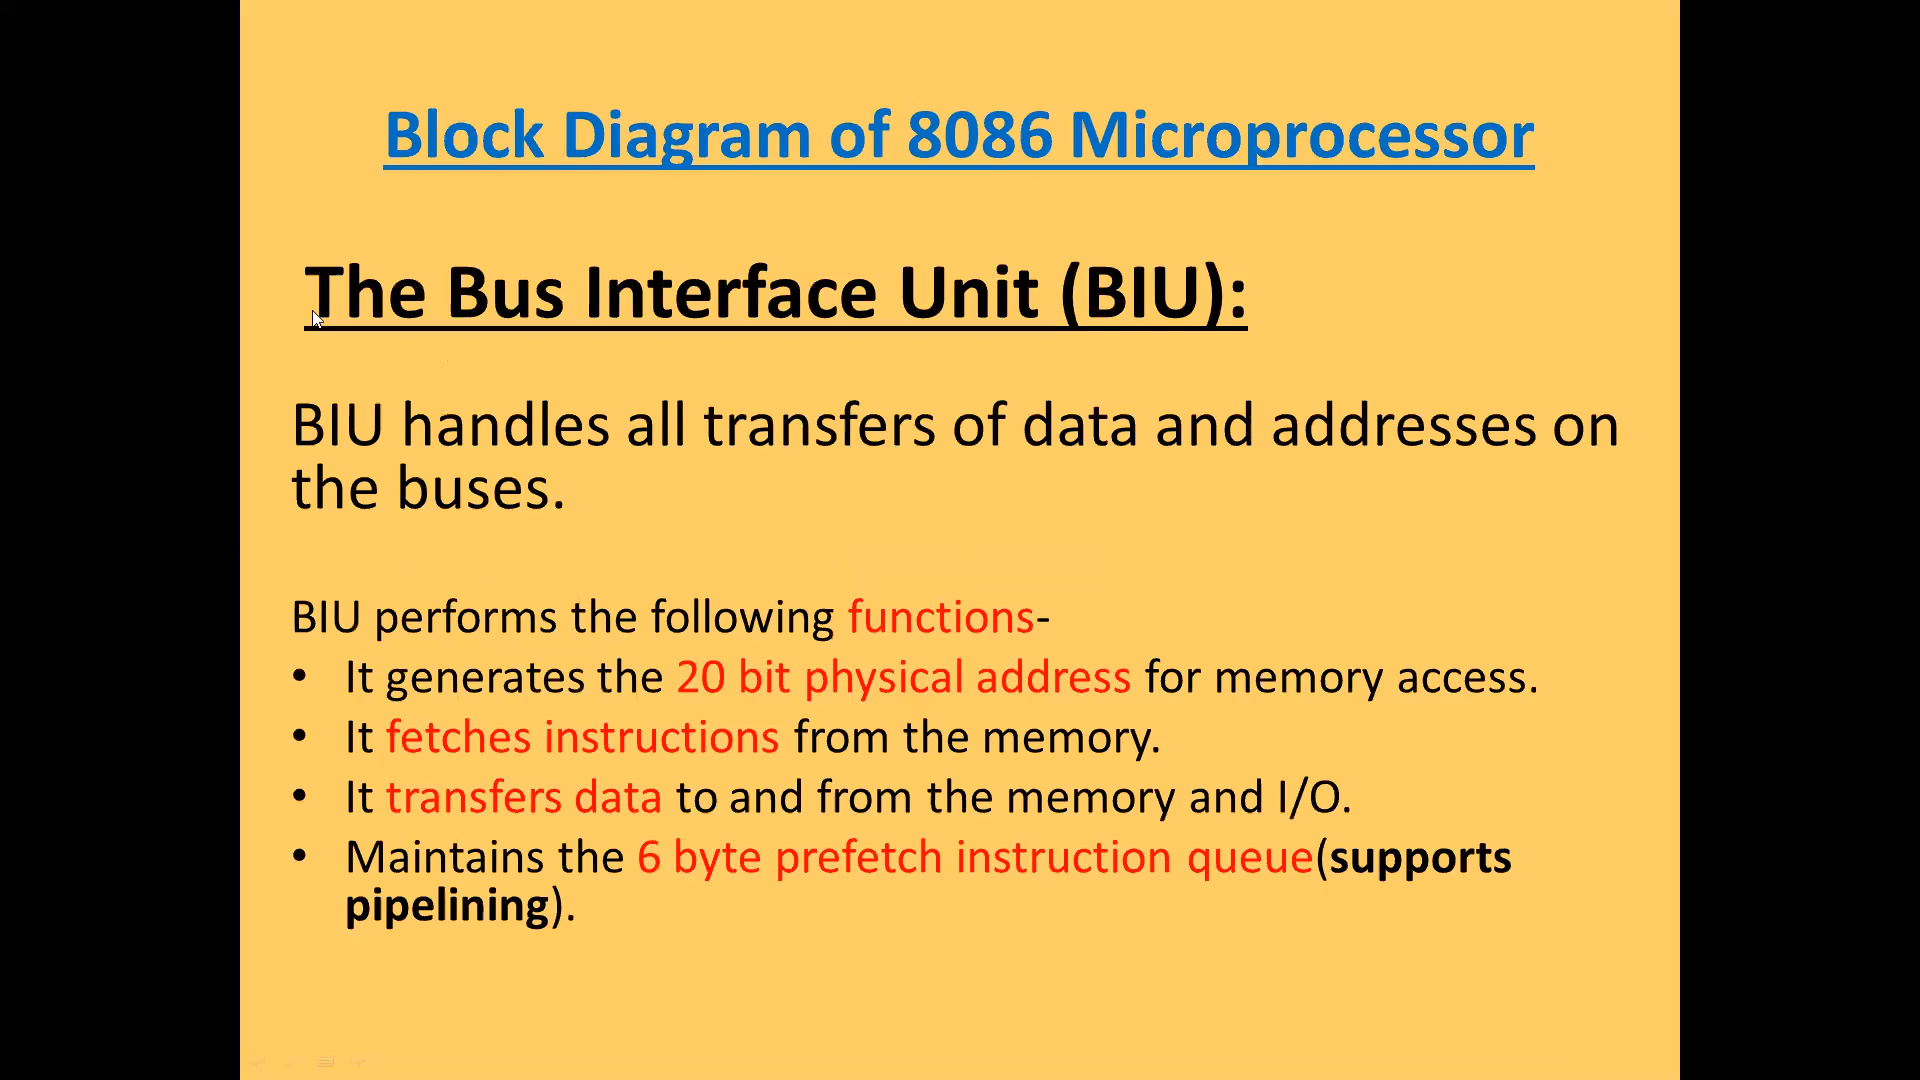 Block Diagram of 8086 Microprocessor
The Bus Interface Unit (BIU):
BIU handles all transfers of data and addresses on
the buses.
BIU performs the following functions-
• It generates the 20 bit physical address for memory access.
• It fetches instructions from the memory.
• It transfers data to and from the memory and I/O.
• Maintains the 6 byte prefetch instruction queue(supports
pipelining).